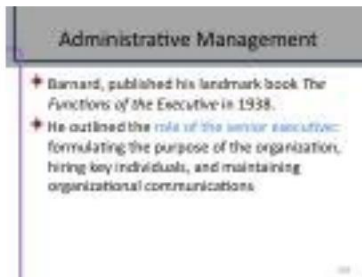 Administrative Management
Barnard, published his landmark book The
Functions of the Executive in 1938.
He outlined the role of the senior executive:
formulating the purpose of the organization,
hiring key individuals, and maintaining
organizational communications